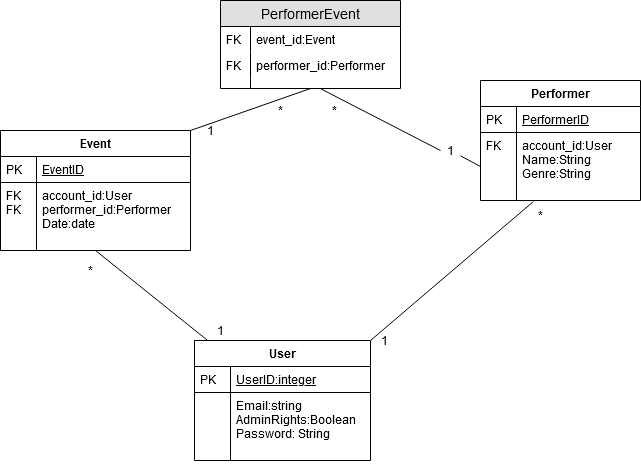 PerformerEvent
FK event_id:Event
FK performer_id:Performer
* *
1
1
Performer
PK PerformerID
FK account_id:User
Name:String
Genre:String
*
Event
PK EventID
FK account_id:User
FK performer_id:Performer
Date:date
*
1
1
User
PK UserID:integer
Email:string
AdminRights:Boolean
Password: String